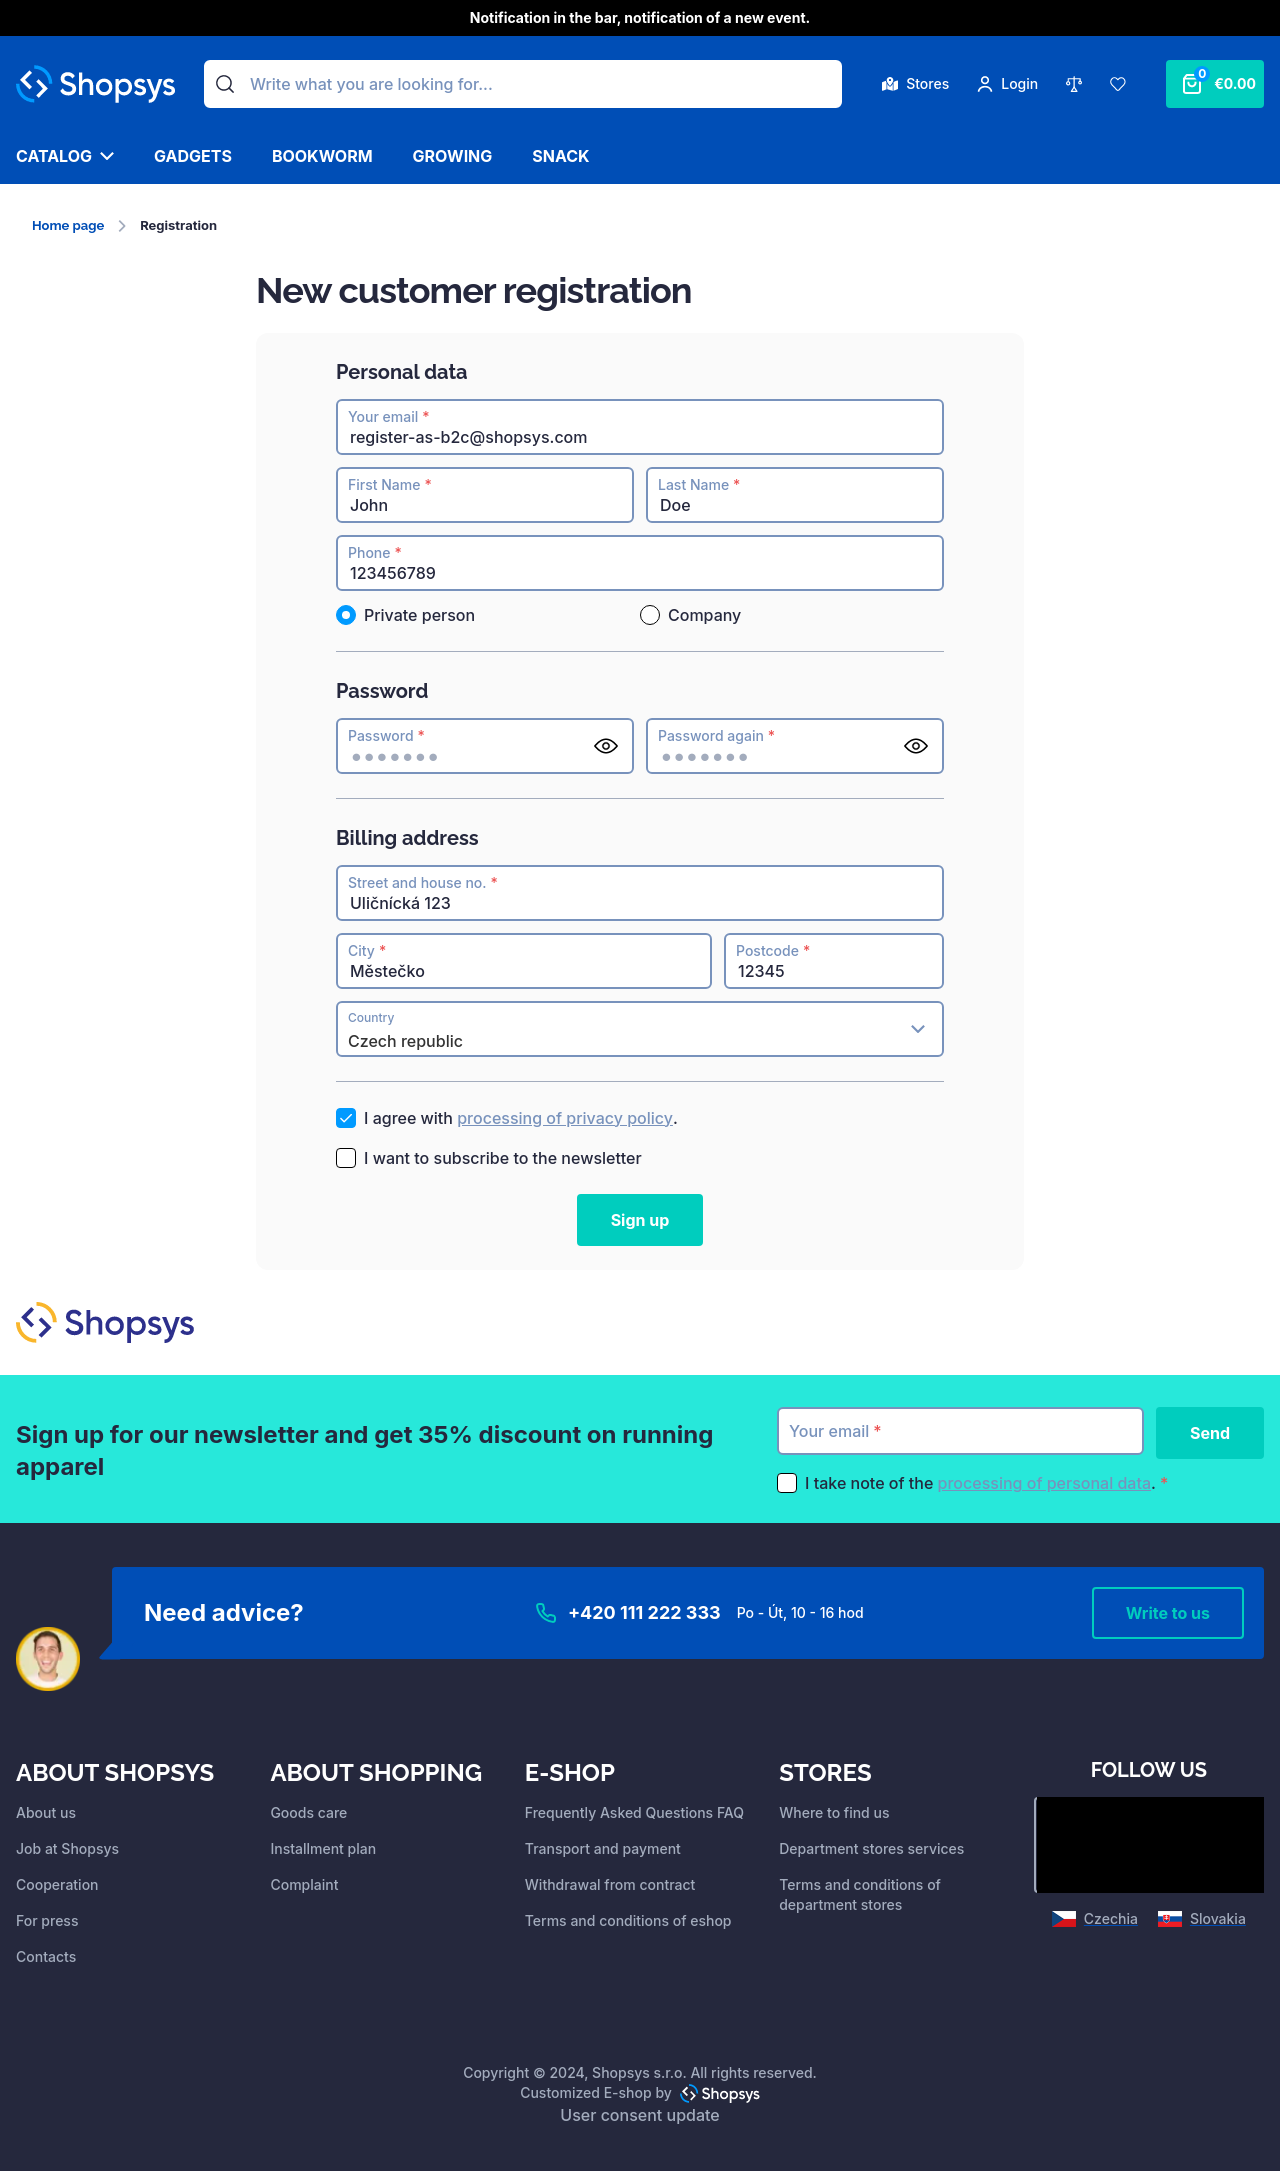 Notification in the bar, notification of a new event.
Shopsys
Write what you are looking for...
Stores
Login
0
€0.00
CATALOG
GADGETS
BOOKWORM
GROWING
SNACK
Home page
Registration
New customer registration
Personal data
Your email *
register-as-b2c@shopsys.com
First Name *
John
Last Name *
Doe
Phone *
123456789
Private person
Company
Password
Password *
Password again *
Billing address
Street and house no. *
Uličnícká 123
City *
Městečko
Postcode *
12345
Country
Czech republic
I agree with processing of privacy policy.
I want to subscribe to the newsletter
Sign up
Shopsys
Sign up for our newsletter and get 35% discount on running
apparel
Your email *
Send
I take note of the processing of personal data. *
Need advice?
+420 111 222 333
Po - Út, 10 - 16 hod
Write to us
ABOUT SHOPSYS
About us
Job at Shopsys
Cooperation
For press
Contacts
ABOUT SHOPPING
Goods care
Installment plan
Complaint
E-SHOP
Frequently Asked Questions FAQ
Transport and payment
Withdrawal from contract
Terms and conditions of eshop
STORES
Where to find us
Department stores services
Terms and conditions of
department stores
FOLLOW US
Czechia
Slovakia
Copyright © 2024, Shopsys s.r.o. All rights reserved.
Customized E-shop by Shopsys
User consent update